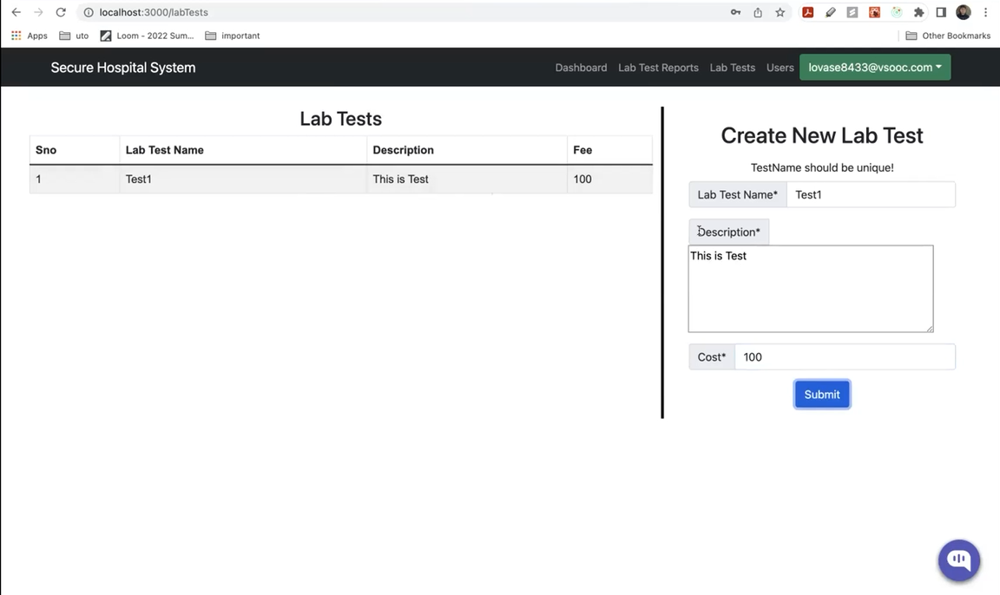 localhost:3000/labTests
Apps uto Loom - 2022 Sum... important Other Bookmarks
Secure Hospital System Dashboard Lab Test Reports Lab Tests Users lovase8433@vsooc.com
Lab Tests
Sno Lab Test Name Description Fee
1 Test1 This is Test 100
Create New Lab Test
TestName should be unique!
Lab Test Name* Test1
Description*
This is Test
Cost* 100
Submit